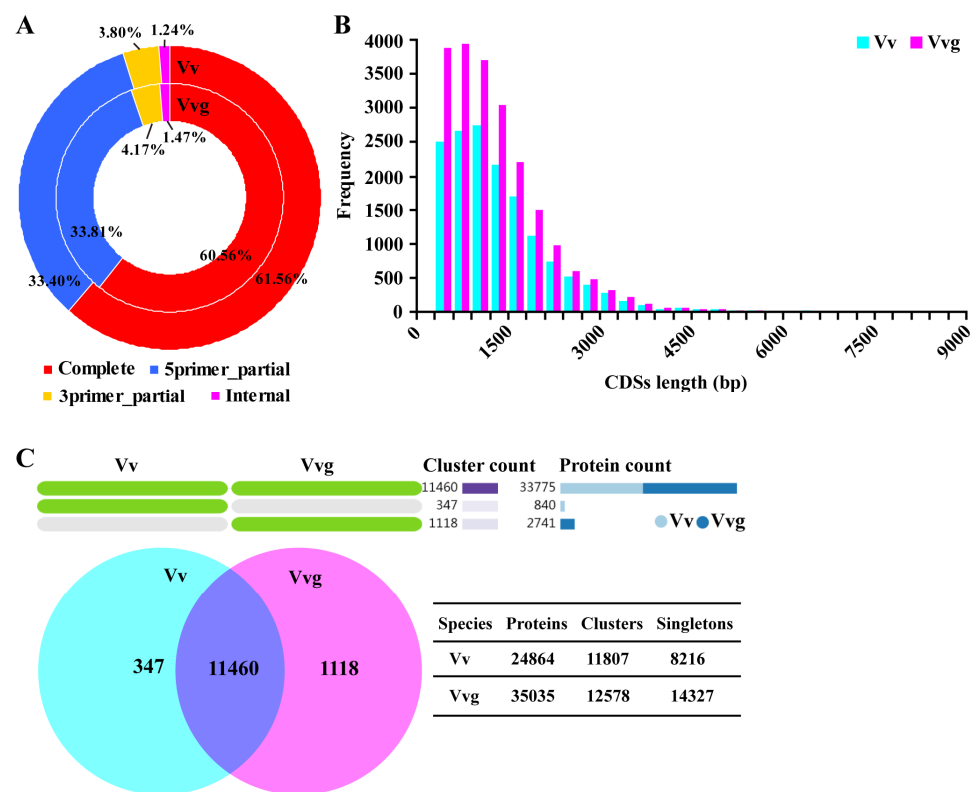 A
3.80%
1.24%
Vv
Vvg
4.17%
1.47%
33.81%
60.56%
33.40%
61.56%
Complete
5primer_partial
3primer_partial
Internal
B
Vv
Vvg
Frequency
4000
3500
3000
2500
2000
1500
1000
500
0
0
1500
3000
4500
6000
7500
9000
CDSs length (bp)
C
Vv
Vvg
Cluster count
Protein count
11460
33775
347
840
1118
2741
Vv
Vvg
Vv
Vvg
347
11460
1118
Species Proteins Clusters Singletons
Vv 24864 11807 8216
Vvg 35035 12578 14327